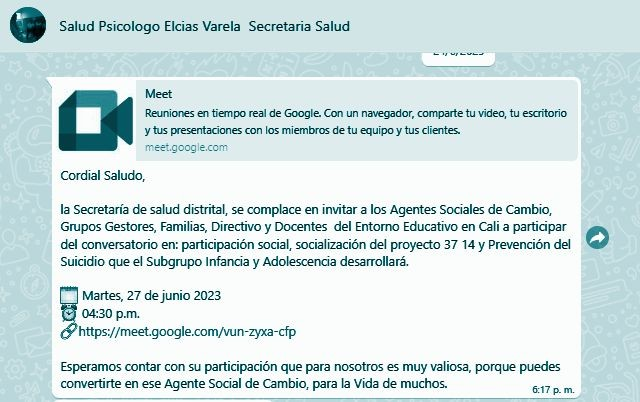 Salud Psicologo Elcias Varela Secretaria Salud
Meet
Reuniones en tiempo real de Google. Con un navegador, comparte tu video, tu escritorio
y tus presentaciones con los miembros de tu equipo y tus clientes.
meet.google.com
Cordial Saludo,
la Secretaría de salud distrital, se complace en invitar a los Agentes Sociales de Cambio,
Grupos Gestores, Familias, Directivo y Docentes del Entorno Educativo en Cali a participar
del conversatorio en: participación social, socialización del proyecto 37 14 y Prevención del
Suicidio que el Subgrupo Infancia y Adolescencia desarrollará.
Martes, 27 de junio 2023
04:30 p.m.
https://meet.google.com/vun-zyxa-cfp
Esperamos contar con su participación que para nosotros es muy valiosa, porque puedes
convertirte en ese Agente Social de Cambio, para la Vida de muchos.
6:17 p. m.